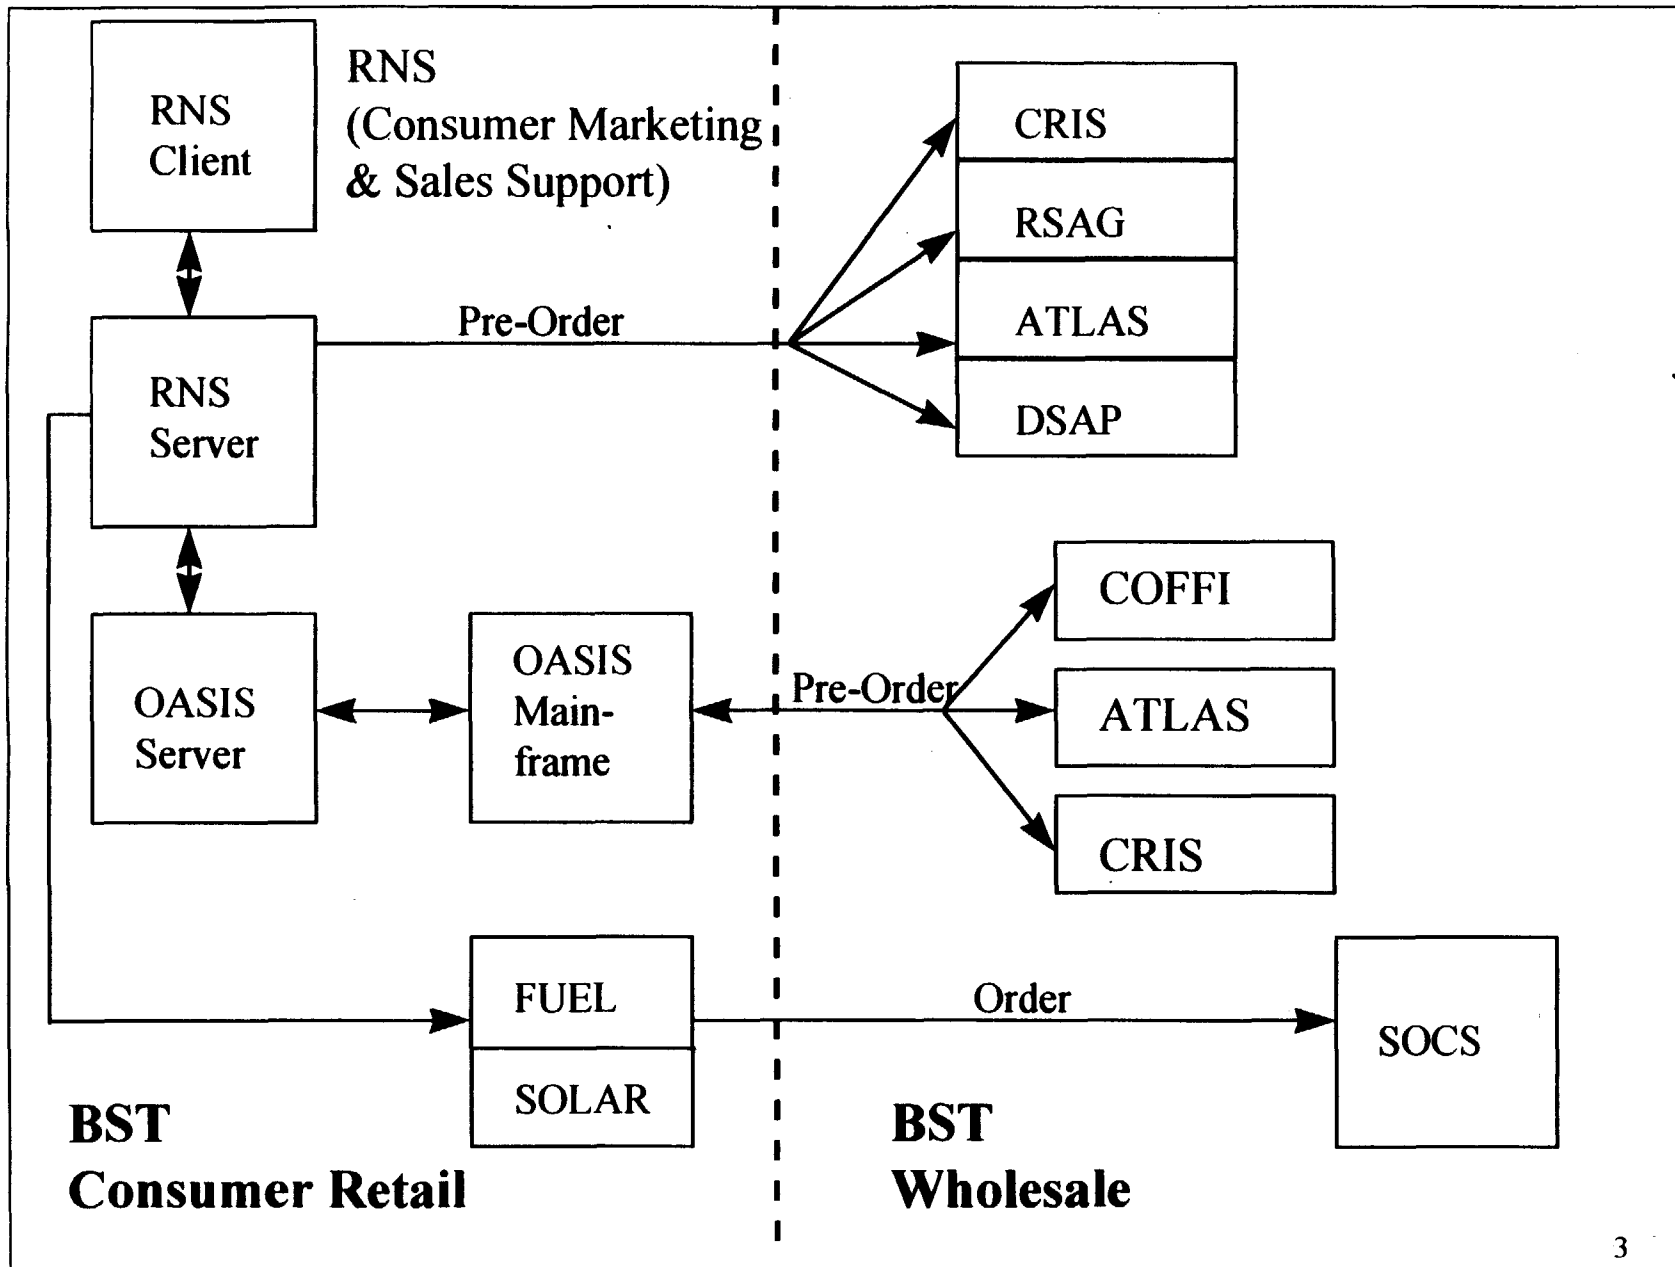 RNS
Client
RNS
(Consumer Marketing
& Sales Support)
CRIS
RSAG
ATLAS
DSAP
Pre-Order
RNS
Server
OASIS
Server
OASIS
Main-
frame
Pre-Order
COFFI
ATLAS
CRIS
FUEL
SOLAR
Order
SOCS
BST
Consumer Retail
BST
Wholesale
3